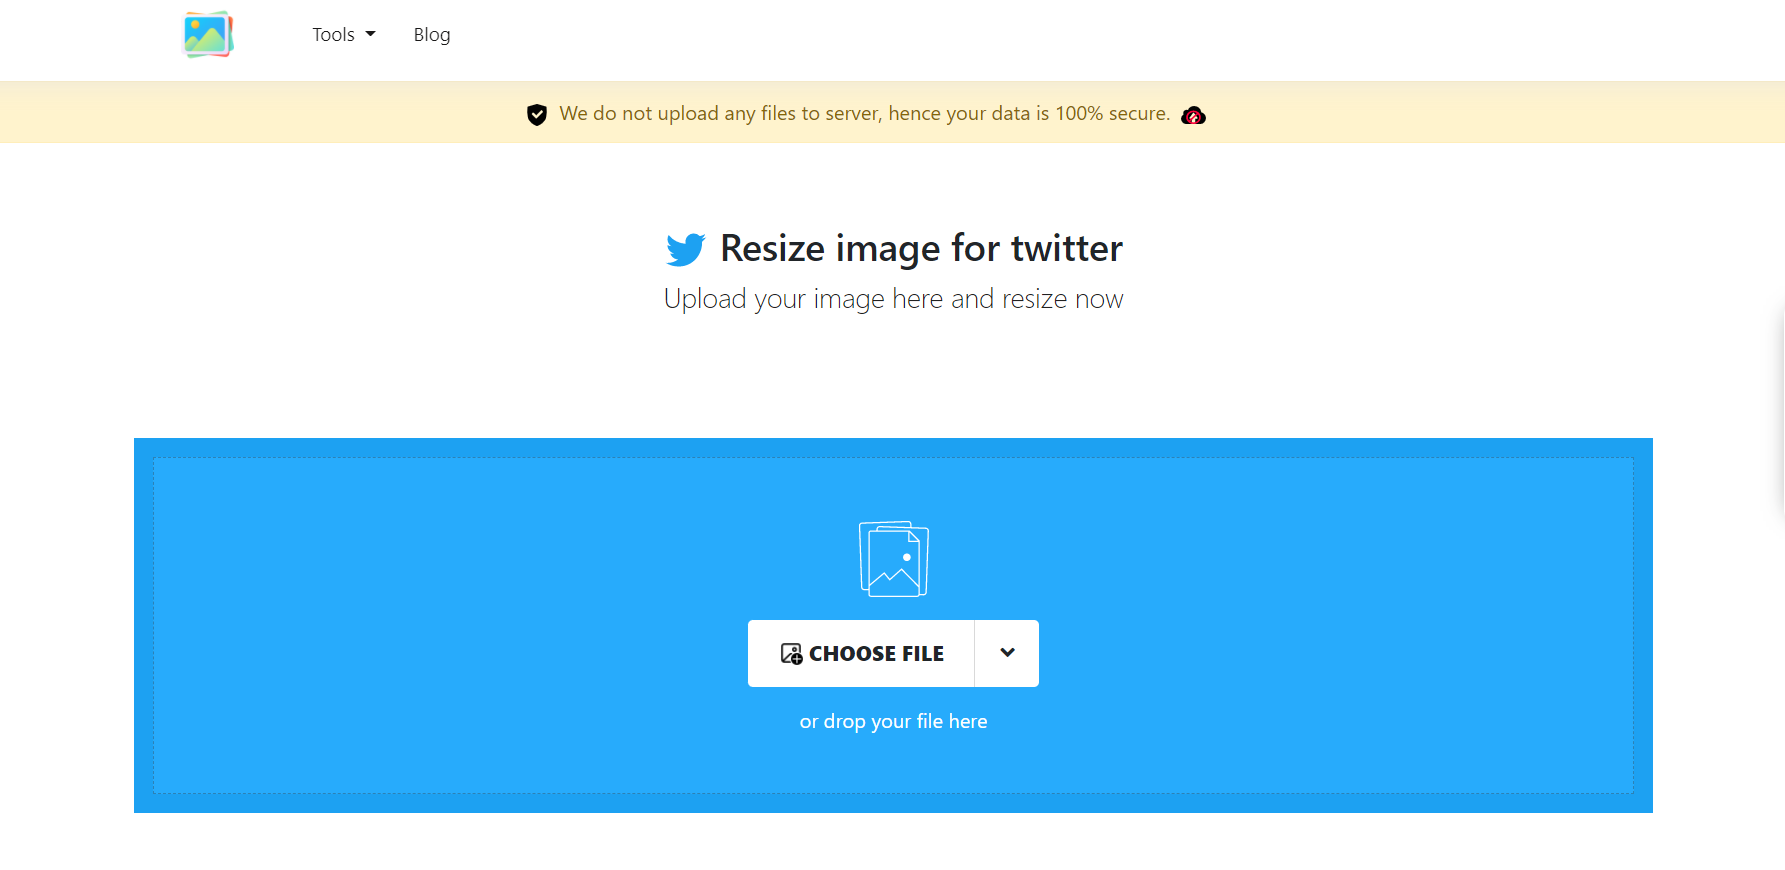 Tools Blog
We do not upload any files to server, hence your data is 100% secure.
Resize image for twitter
Upload your image here and resize now
CHOOSE FILE
or drop your file here